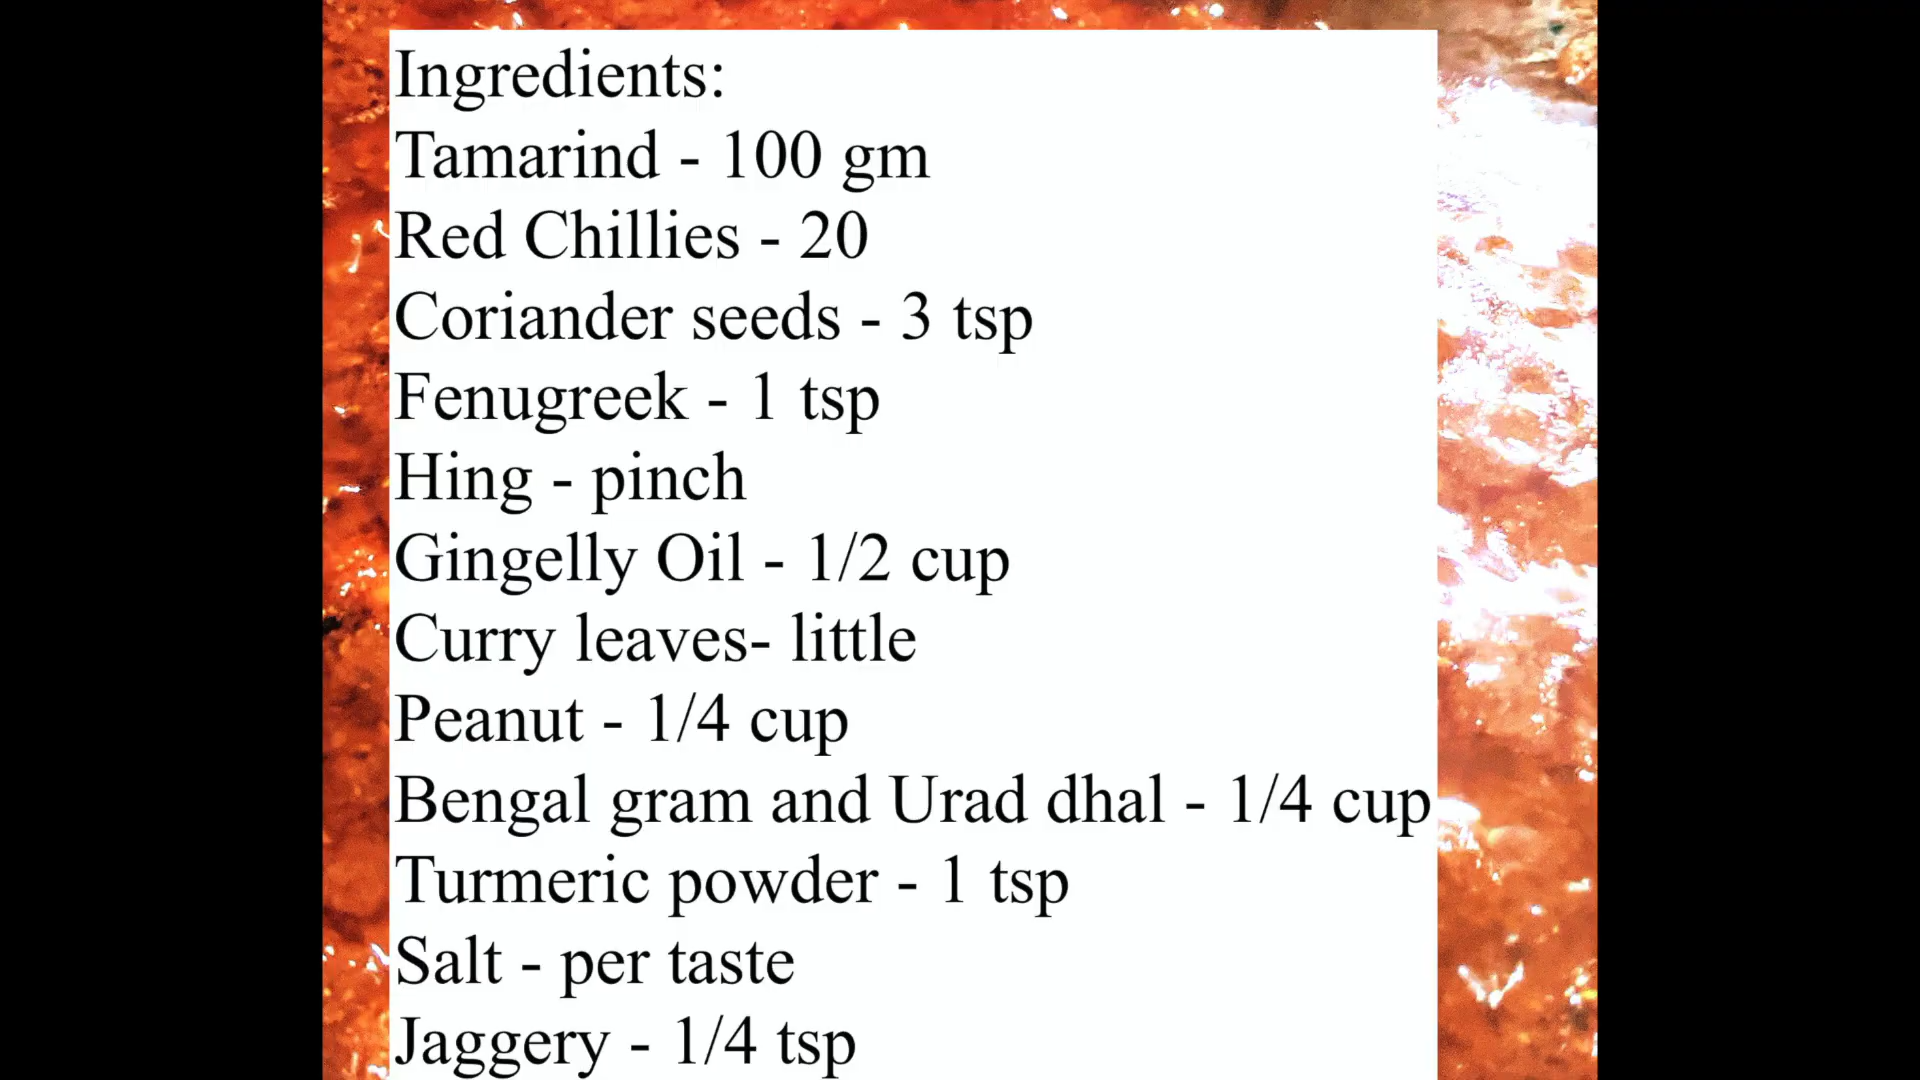 Ingredients:
Tamarind - 100 gm
Red Chillies - 20
Coriander seeds - 3 tsp
Fenugreek - 1 tsp
Hing - pinch
Gingelly Oil - 1/2 cup
Curry leaves- little
Peanut - 1/4 cup
Bengal gram and Urad dhal - 1/4 cup
Turmeric powder - 1 tsp
Salt - per taste
Jaggery - 1/4 tsp